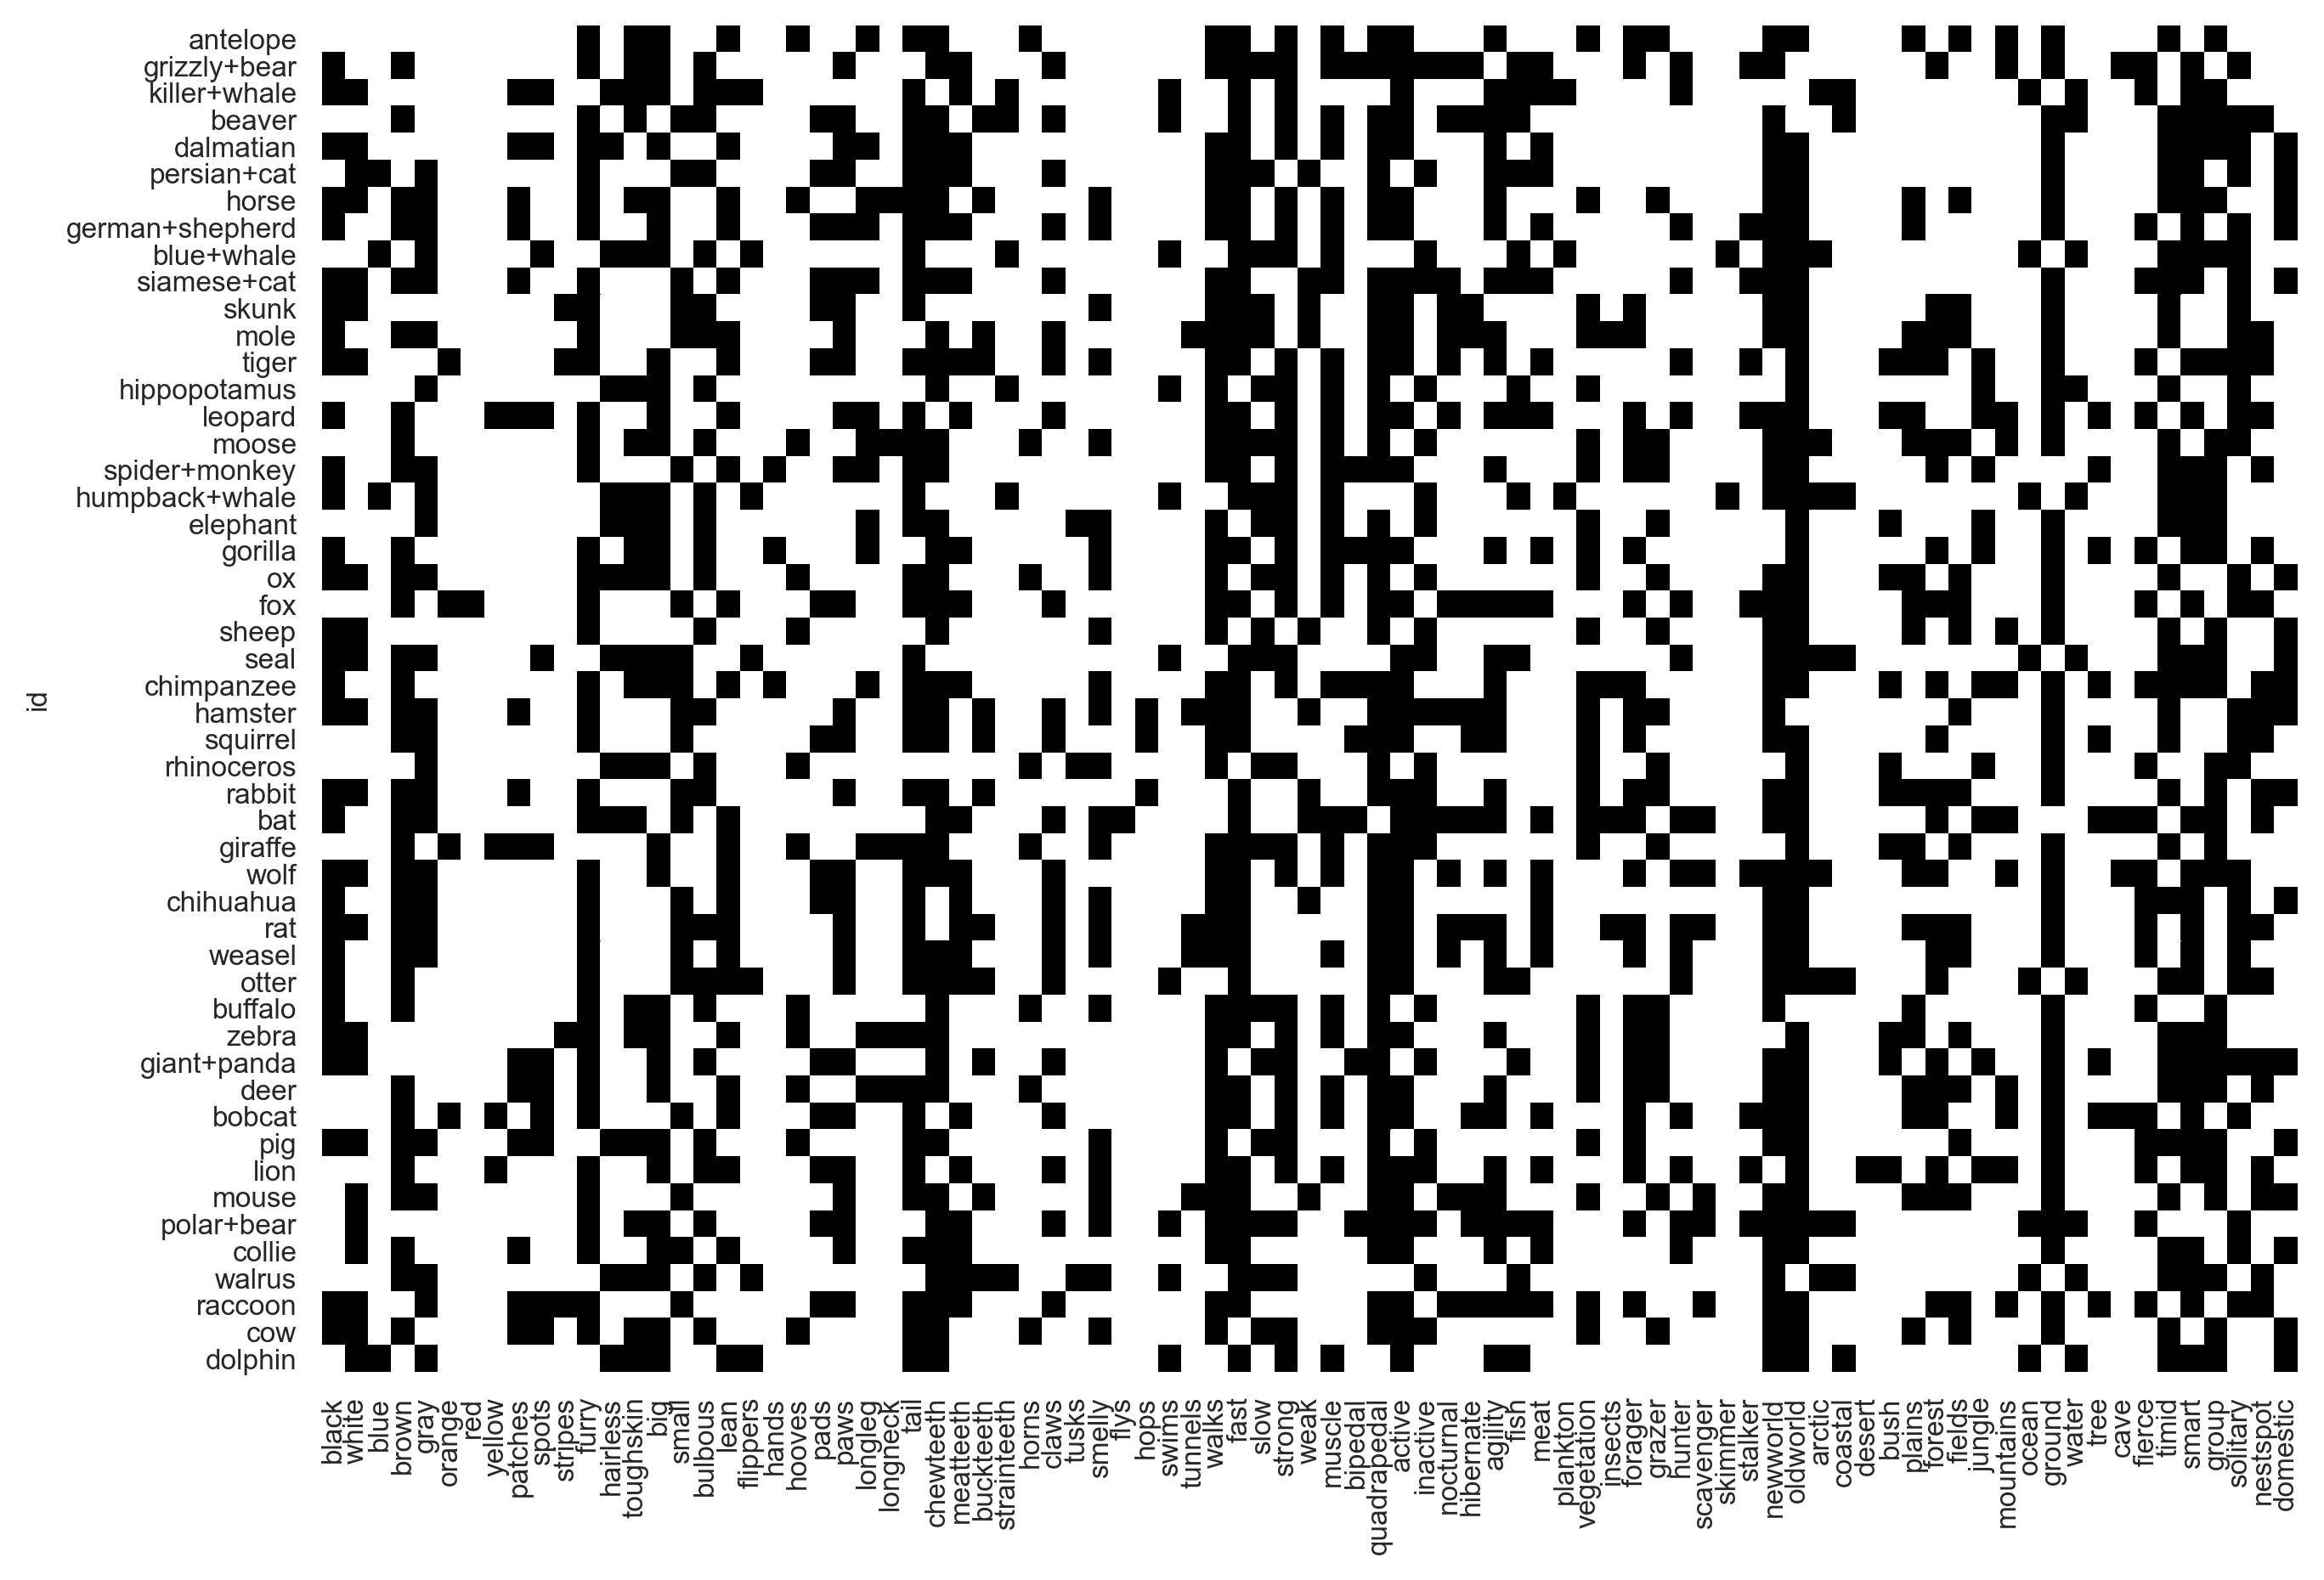 antelope
grizzly+bear
killer+whale
beaver
dalmatian
persian+cat
horse
german+shepherd
blue+whale
siamese+cat
skunk
mole
tiger
hippopotamus
leopard
moose
spider+monkey
humpback+whale
elephant
gorilla
ox
fox
sheep
seal
chimpanzee
hamster
squirrel
rhinoceros
rabbit
bat
giraffe
wolf
chihuahua
rat
weasel
otter
buffalo
zebra
giant+panda
deer
bobcat
pig
lion
mouse
polar+bear
collie
walrus
raccoon
cow
dolphin
id
black
white
blue
brown
gray
orange
red
yellow
patches
spots
stripes
furry
hairless
toughskin
big
small
bulbous
lean
flippers
hands
hooves
pads
paws
longleg
longneck
tail
chewteeth
meatteeth
buckteeth
strainteeth
horns
claws
tusks
smelly
flys
hops
swims
tunnels
walks
fast
slow
strong
weak
muscle
bipedal
quadrapedal
active
inactive
nocturnal
hibernate
agility
fish
meat
plankton
vegetation
insects
forager
grazer
hunter
scavenger
skimmer
stalker
newworld
oldworld
arctic
coastal
desert
bush
plains
forest
fields
jungle
mountains
ocean
ground
water
tree
cave
fierce
timid
smart
group
solitary
nestspot
domestic